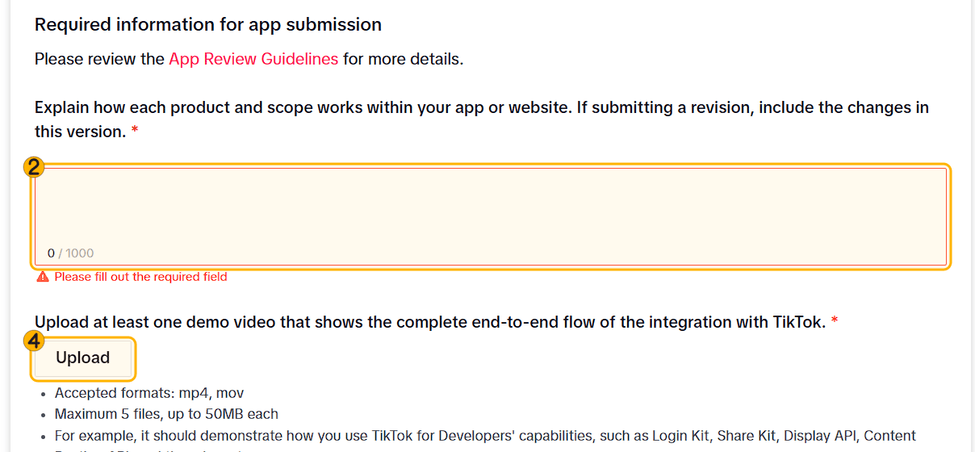 Required information for app submission
Please review the App Review Guidelines for more details.
Explain how each product and scope works within your app or website. If submitting a revision, include the changes in
this version. *
2
0 / 1000
Please fill out the required field
Upload at least one demo video that shows the complete end-to-end flow of the integration with TikTok. *
4
Upload
• Accepted formats: mp4, mov
• Maximum 5 files, up to 50MB each
• For example, it should demonstrate how you use TikTok for Developers' capabilities, such as Login Kit, Share Kit, Display API, Content